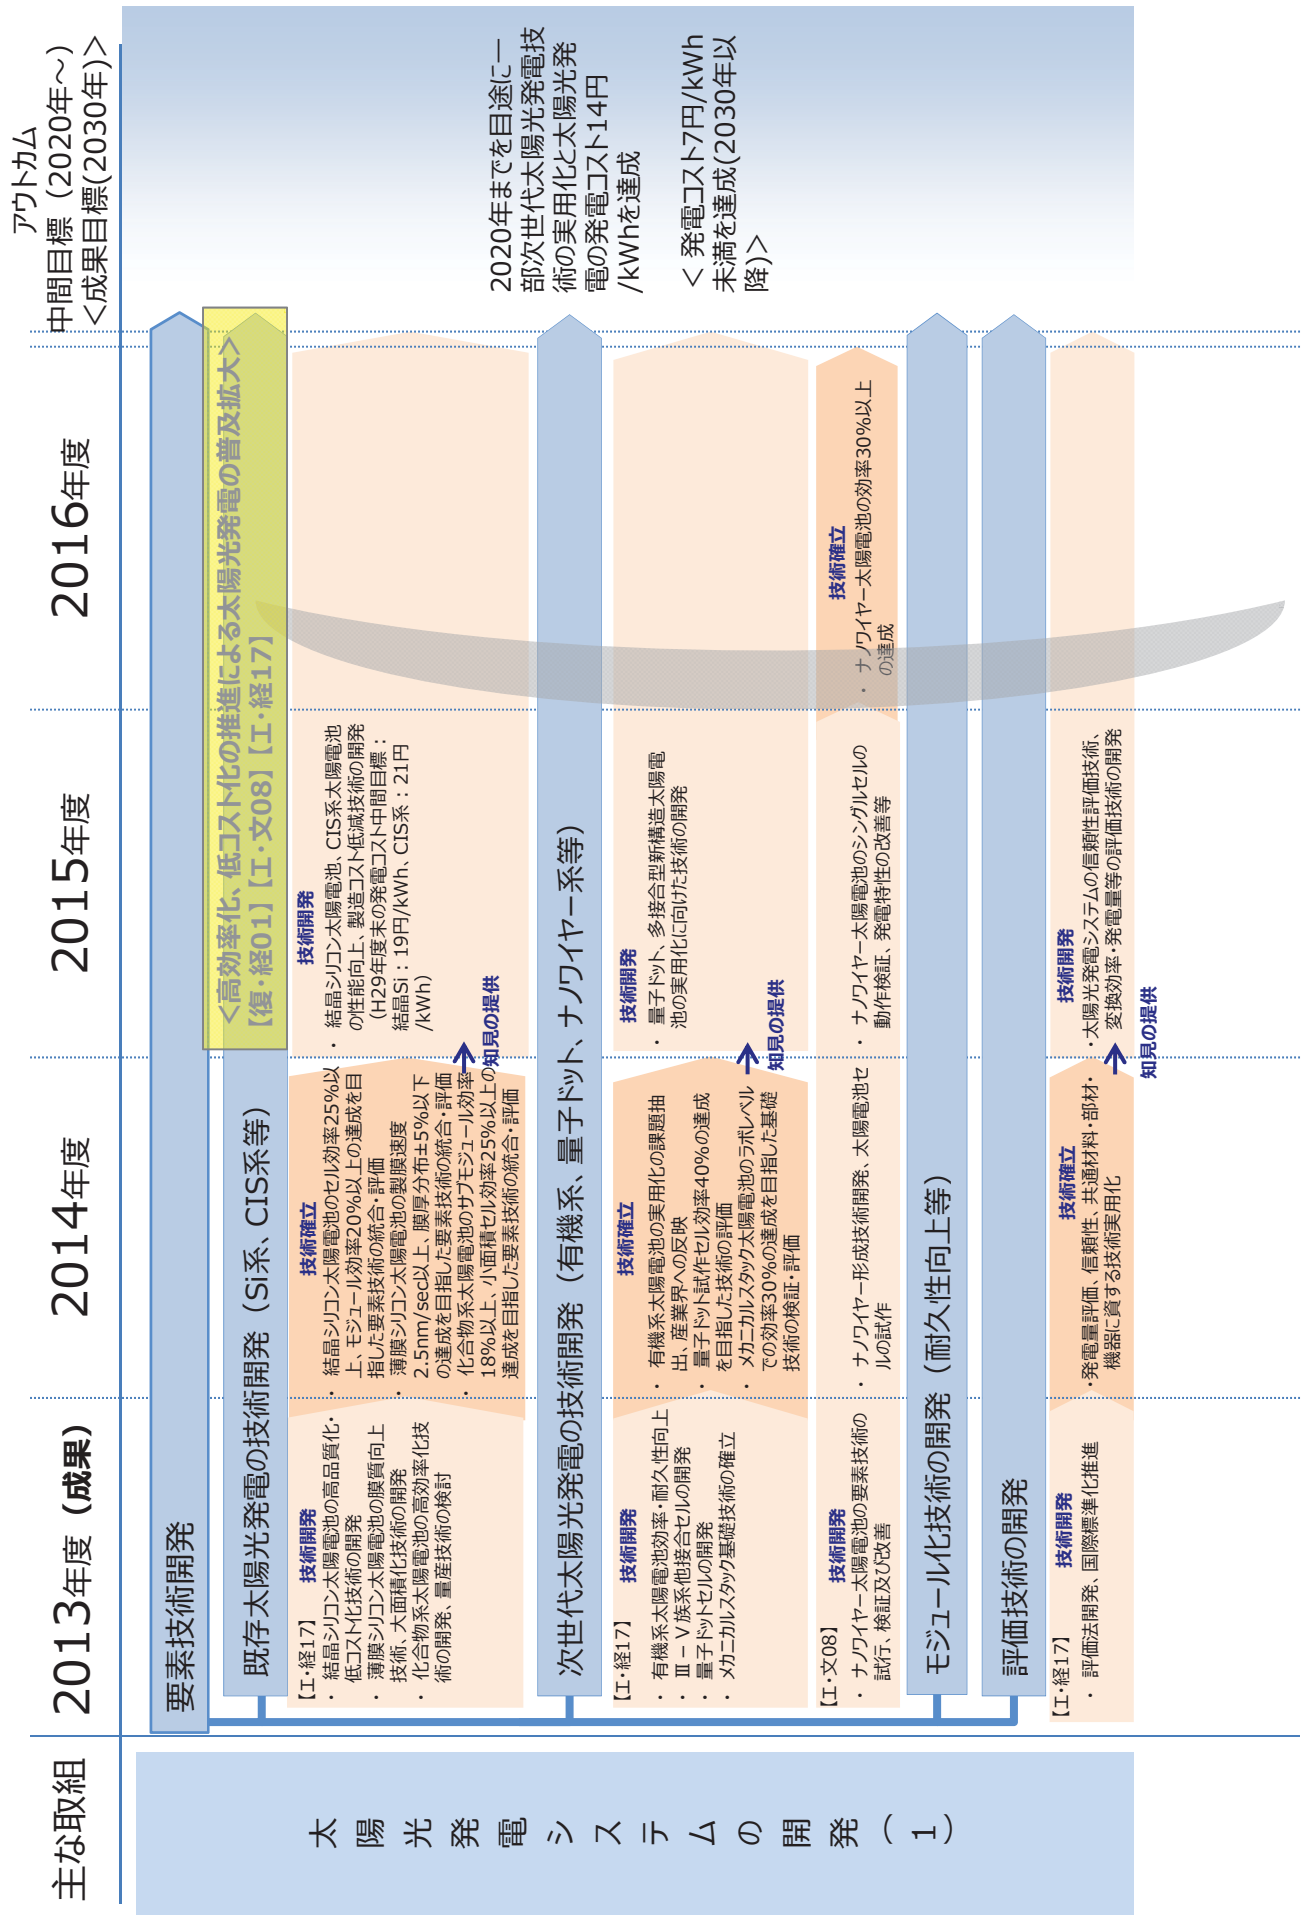 主な取組
2013年度（成果）
2014年度
2015年度
2016年度
アウトカム
中間目標（2020年～）
＜成果目標(2030年)＞
太陽光発電システムの開発（1）
要素技術開発
＜高効率化、低コスト化の推進による太陽光発電の普及拡大＞
【復・経01】【工・文08】【工・経17】
既存太陽光発電の技術開発（Si系、CIS系等）
【工・経17】
技術開発
・ 結晶シリコン太陽電池の高品質化・
低コスト化技術の開発
・ 薄膜シリコン太陽電池の膜質向上
技術、大面積化技術の開発
・ 化合物系太陽電池の高効率化技
術の開発、量産技術の検討
技術確立
・ 結晶シリコン太陽電池のセル効率25%以
上、モジュール効率20%以上の達成を目
指した要素技術の統合・評価
・ 薄膜シリコン太陽電池の製膜速度
2.5nm/sec以上、膜厚分布±5%以下
の達成を目指した要素技術の統合・評価
・ 化合物系太陽電池のサブモジュール効率
18%以上、小面積セル効率25%以上の
達成を目指した要素技術の統合・評価
知見の提供
技術開発
・ 結晶シリコン太陽電池、CIS系太陽電池
の性能向上、製造コスト低減技術の開発
（H29年度末の発電コスト中間目標：
結晶Si：19円/kWh、CIS系：21円
/kWh）
次世代太陽光発電の技術開発（有機系、量子ドット、ナノワイヤー系等）
【工・経17】
技術開発
・ 有機系太陽電池効率・耐久性向上
・ Ⅲ－Ⅴ族系他接合セルの開発
・ 量子ドットセルの開発
・ メカニカルスタック基礎技術の確立
技術確立
・ 有機系太陽電池の実用化の課題抽
出、産業界への反映
・ 量子ドット試作セル効率40%の達成
を目指した技術の評価
・ メカニカルスタック太陽電池のラボレベル
での効率30%の達成を目指した基礎
技術の検証・評価
知見の提供
技術開発
・ 量子ドット、多接合型新構造太陽電
池の実用化に向けた技術の開発
【工・文08】
技術開発
・ ナノワイヤー太陽電池の要素技術の
試行、検証及び改善
・ ナノワイヤー形成技術開発、太陽電池セ
ルの試作
・ ナノワイヤー太陽電池のシングルセルの
動作検証、発電特性の改善等
技術確立
・ ナノワイヤー太陽電池の効率30%以上
の達成
モジュール化技術の開発（耐久性向上等）
評価技術の開発
【工・経17】
技術開発
・ 評価法開発、国際標準化推進
技術確立
・発電量評価、信頼性、共通材料・部材・
機器に資する技術実用化
知見の提供
技術開発
・太陽光発電システムの信頼性評価技術、
変換効率・発電量等の評価技術の開発
2020年までを目途に一
部次世代太陽光発電技
術の実用化と太陽光発
電の発電コスト14円
/kWhを達成
＜ 発電コスト7円/kWh
未満を達成(2030年以
降)＞